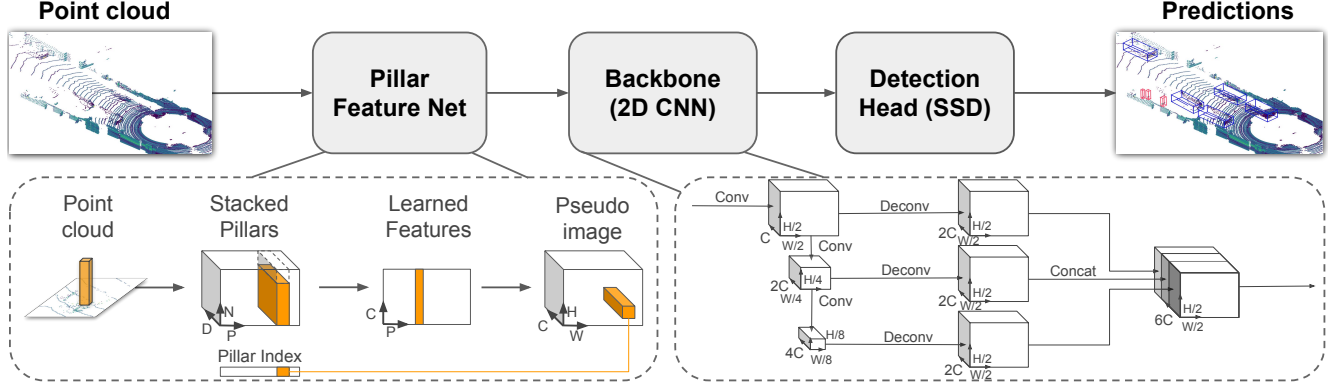 Point cloud
Predictions
Pillar
Feature Net
Backbone
(2D CNN)
Detection
Head (SSD)
Point
cloud
Stacked
Pillars
Learned
Features
Pseudo
image
N
D
P
C
P
H
C
W
Pillar Index
Conv
H/2
C
W/2
Conv
Deconv
H/2
2C
W/2
H/4
2C
W/4
Conv
Deconv
H/2
2C
W/2
Concat
H/8
4C
W/8
Deconv
H/2
2C
W/2
H/2
6C
W/2